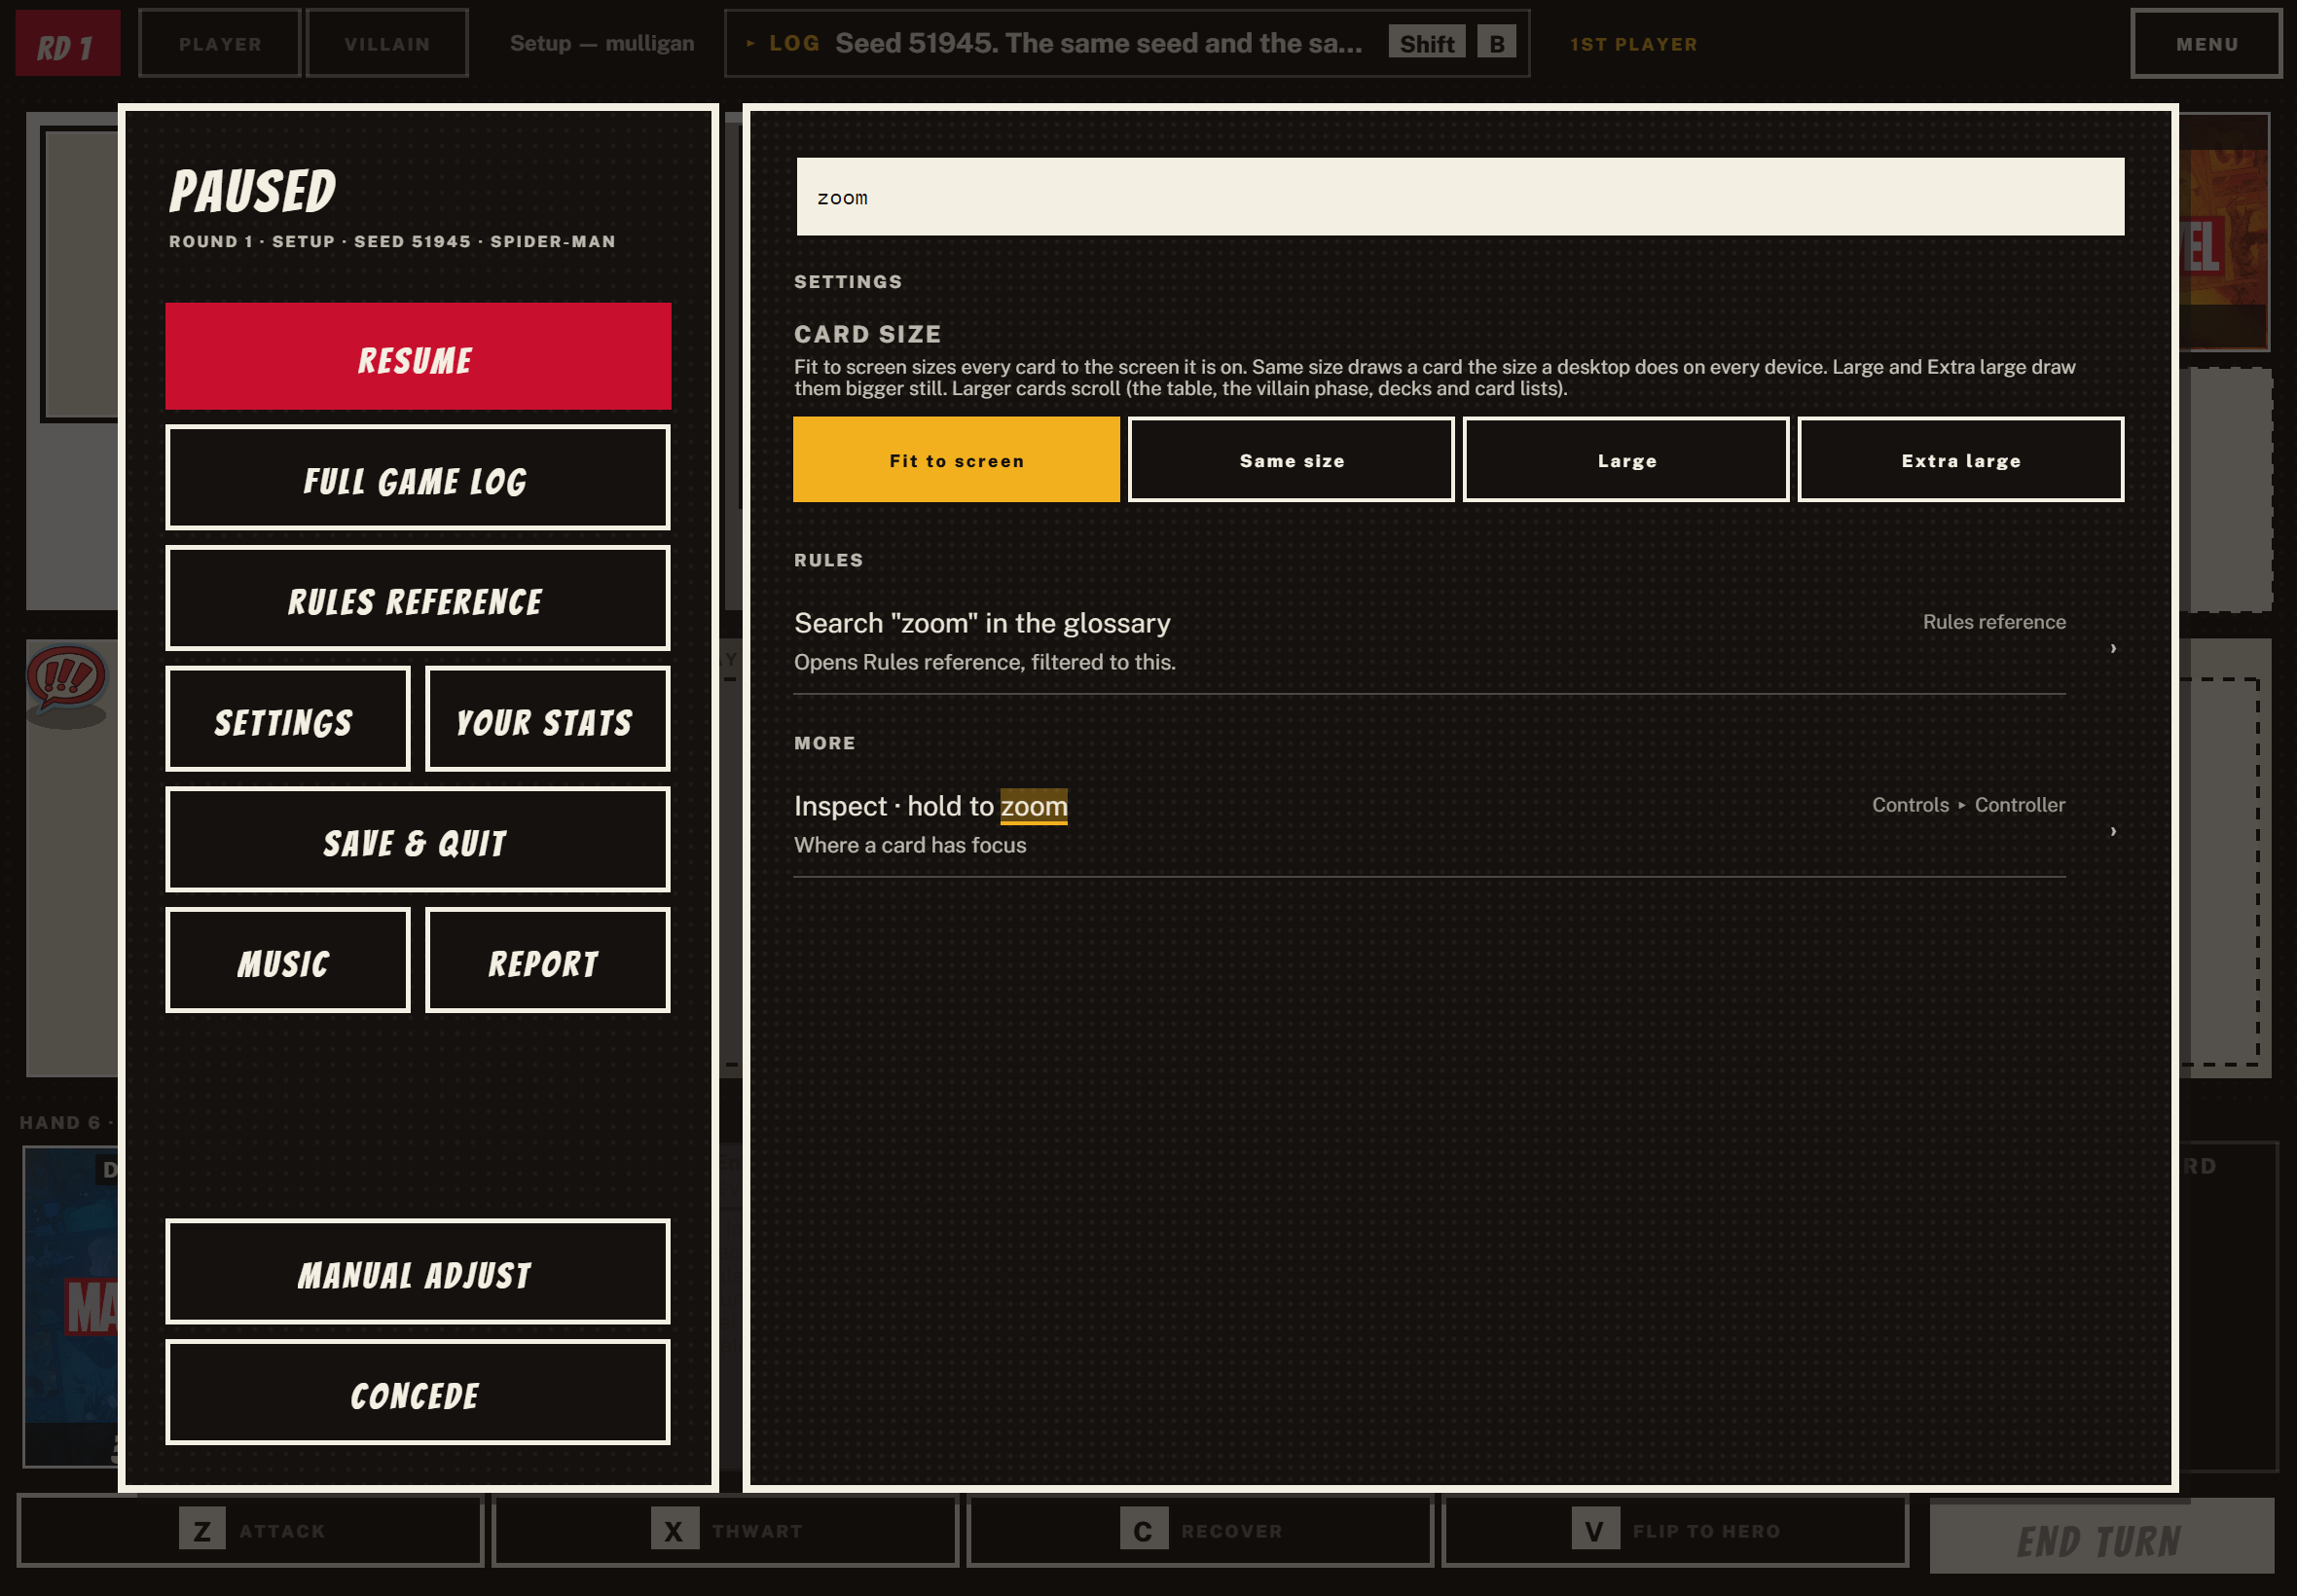 RD 1
PLAYER
VILLAIN
Setup — mulligan
▸ LOG Seed 51945. The same seed and the sa... Shift B
1ST PLAYER
MENU
PAUSED
ROUND 1 · SETUP · SEED 51945 · SPIDER-MAN
RESUME
FULL GAME LOG
RULES REFERENCE
SETTINGS
YOUR STATS
SAVE & QUIT
MUSIC
REPORT
MANUAL ADJUST
CONCEDE
zoom
SETTINGS
CARD SIZE
Fit to screen sizes every card to the screen it is on. Same size draws a card the size a desktop does on every device. Large and Extra large draw
them bigger still. Larger cards scroll (the table, the villain phase, decks and card lists).
Fit to screen
Same size
Large
Extra large
RULES
Search "zoom" in the glossary
Rules reference
Opens Rules reference, filtered to this.
›
MORE
Inspect · hold to zoom
Controls ▸ Controller
Where a card has focus
›
!!!
HAND 6 ·
D
MA
EL
RD
Z ATTACK
X THWART
C RECOVER
V FLIP TO HERO
END TURN